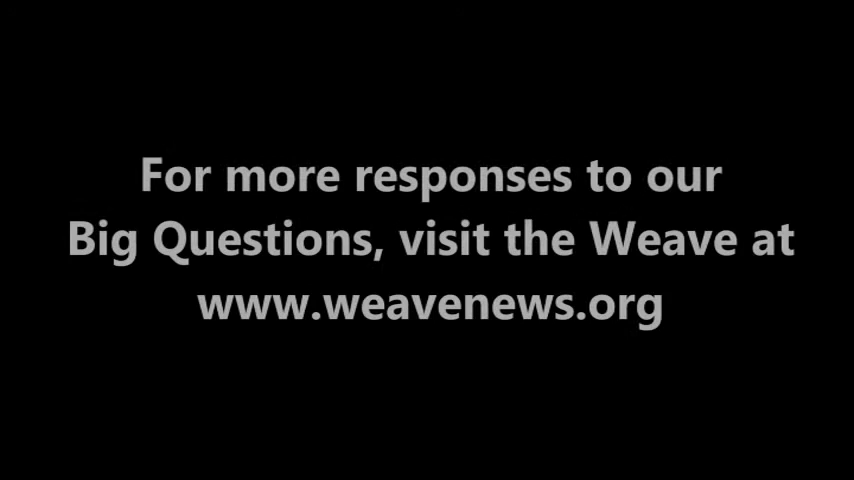 For more responses to our
Big Questions, visit the Weave at
www.weavenews.org